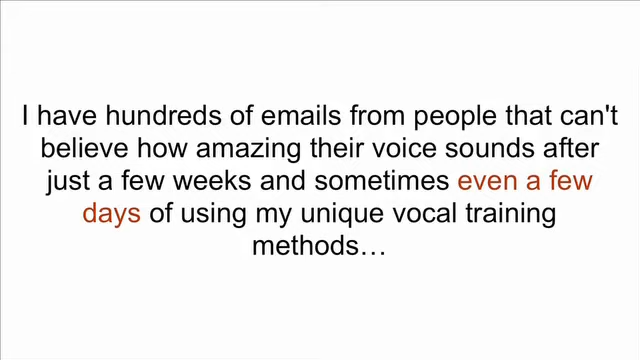 I have hundreds of emails from people that can't
believe how amazing their voice sounds after
just a few weeks and sometimes even a few
days of using my unique vocal training
methods…